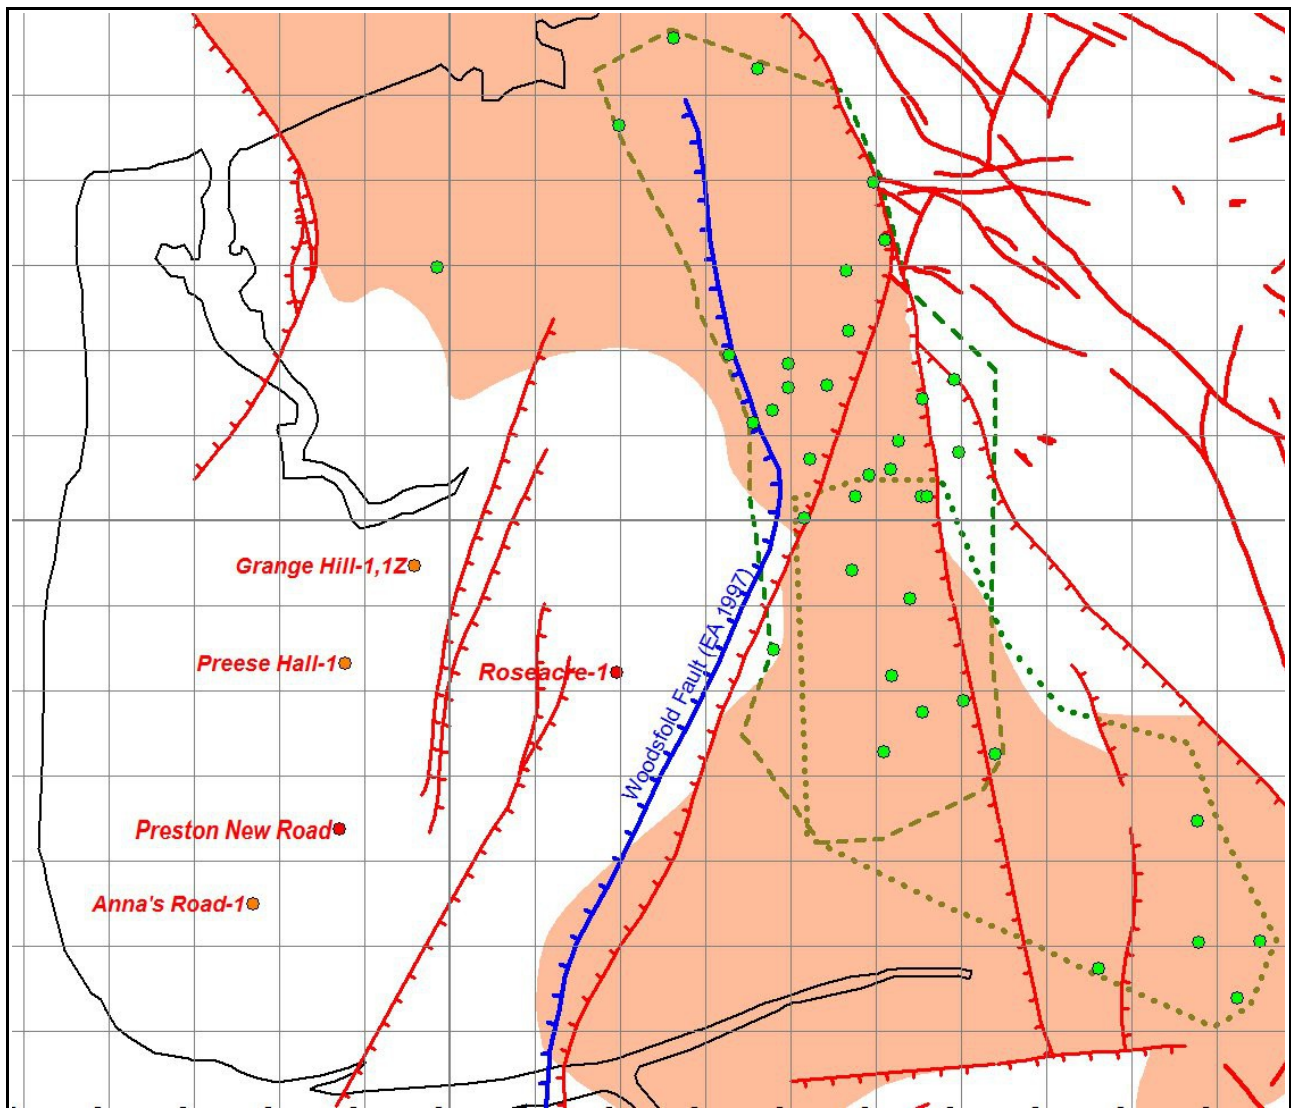 Grange Hill-1,1Z
Preese Hall-1
Roseacre-1
Woodsfold Fault (EA 1997)
Preston New Road
Anna's Road-1